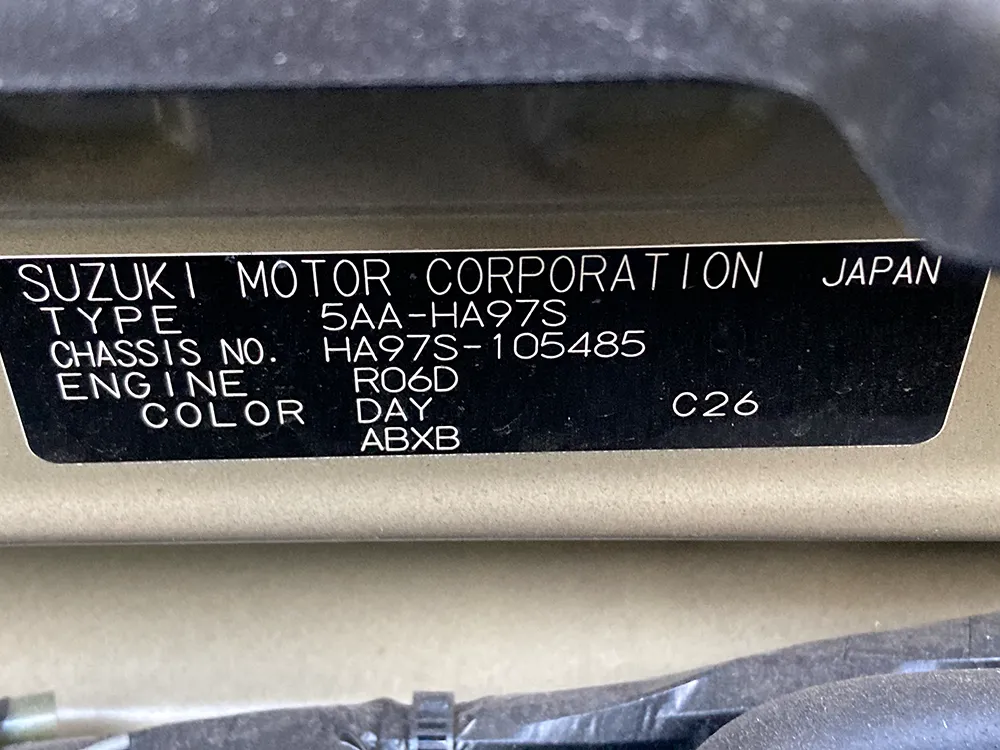 SUZUKI MOTOR CORPORATION JAPAN
TYPE 5AA-HA97S
CHASSIS NO. HA97S-105485
ENGINE R06D
COLOR DAY C26
ABXB